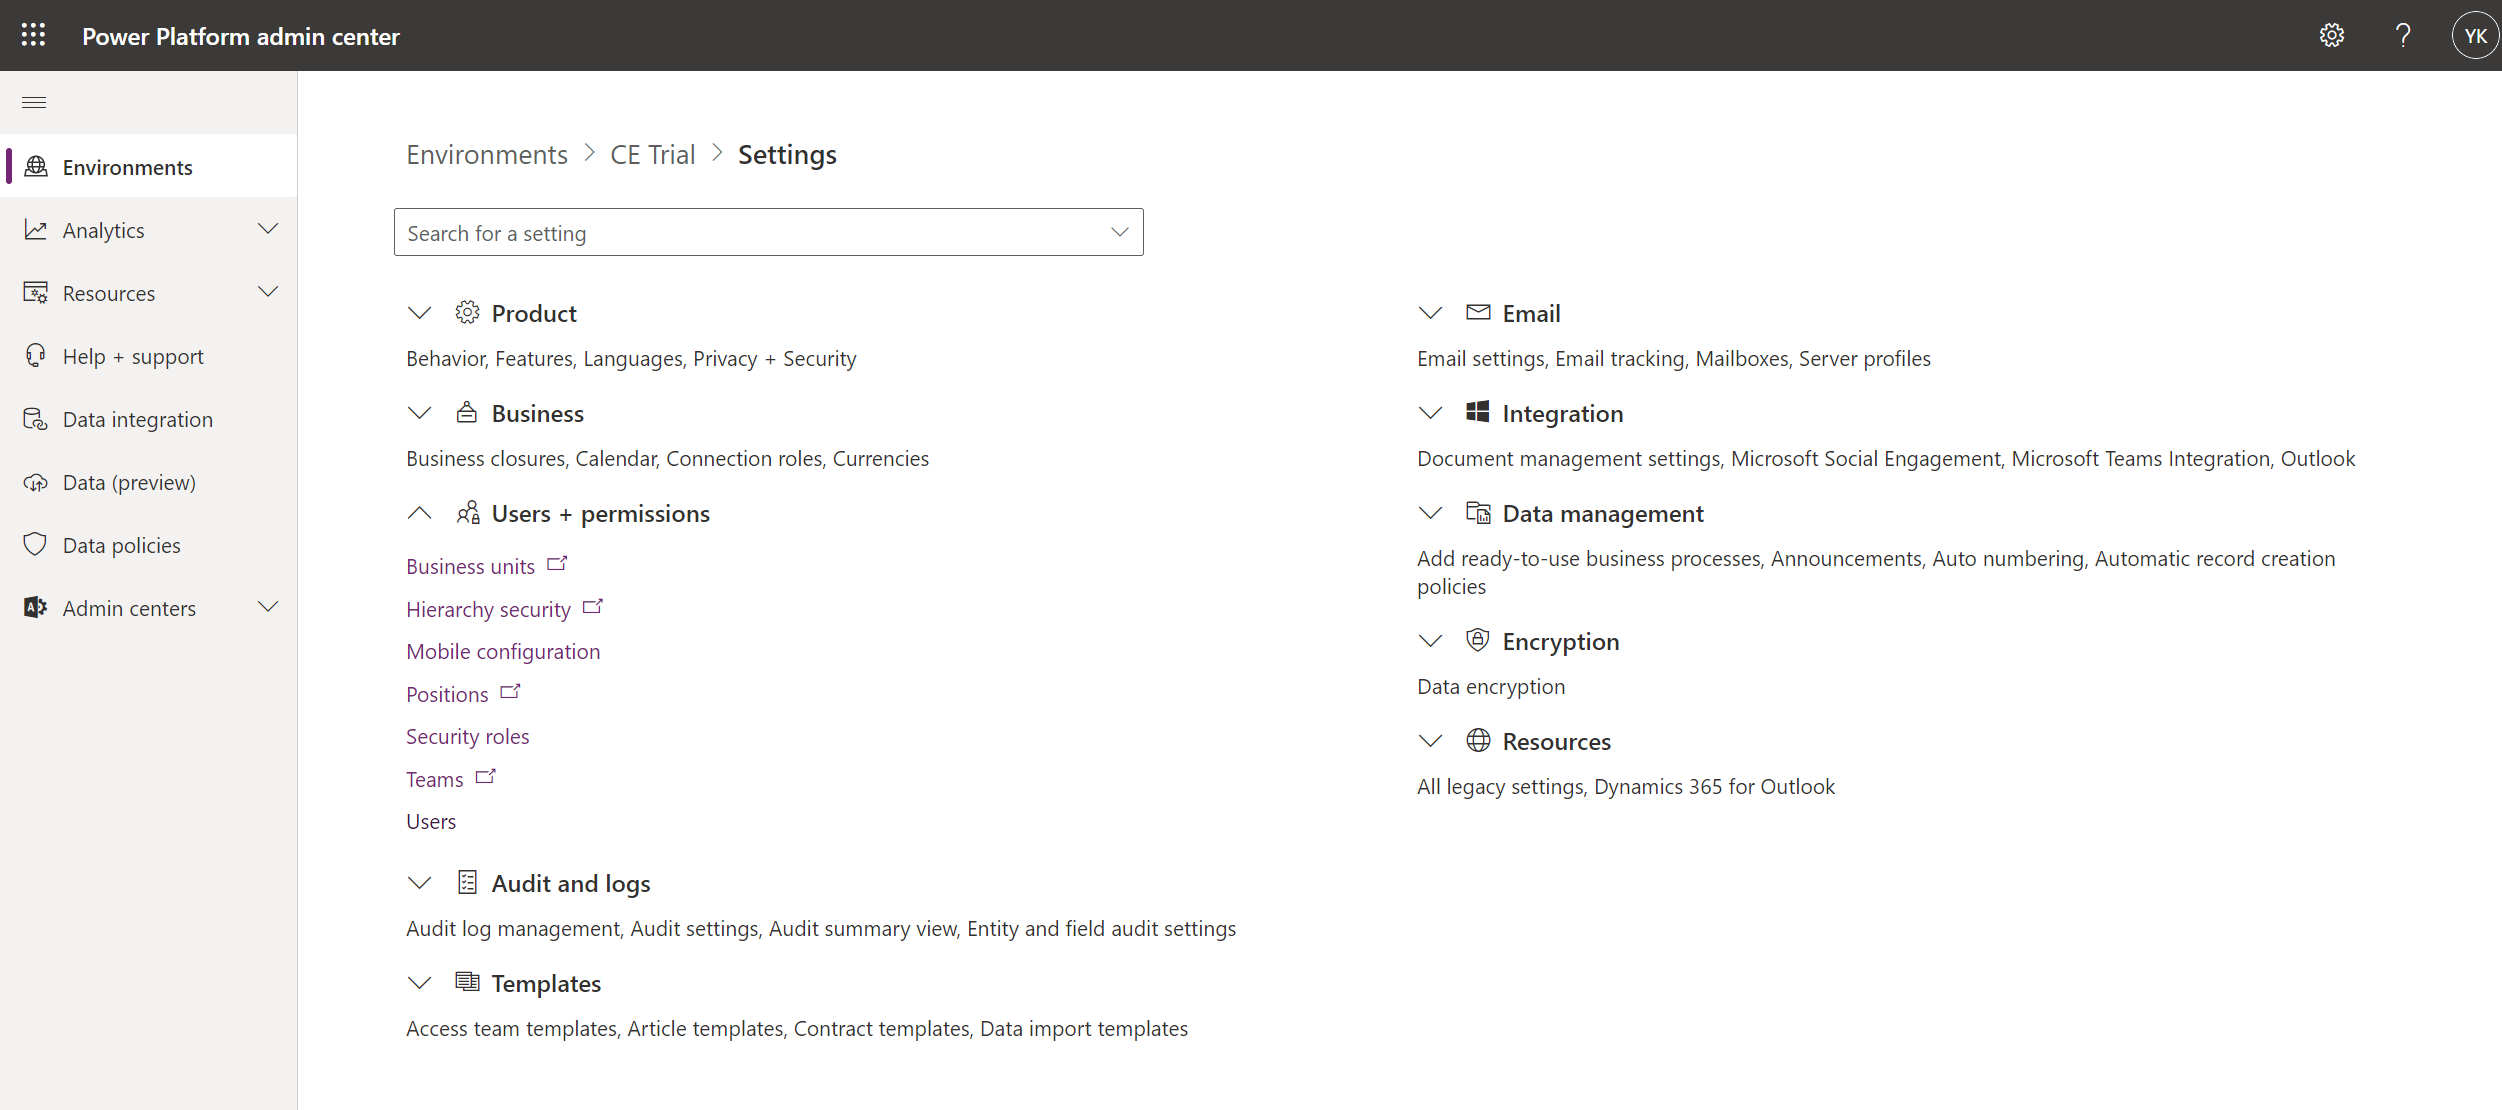 Power Platform admin center
?
YK
Environments
Analytics
Resources
Help + support
Data integration
Data (preview)
Data policies
Admin centers
Environments > CE Trial > Settings
Search for a setting
Product
Behavior, Features, Languages, Privacy + Security
Business
Business closures, Calendar, Connection roles, Currencies
Users + permissions
Business units
Hierarchy security
Mobile configuration
Positions
Security roles
Teams
Users
Audit and logs
Audit log management, Audit settings, Audit summary view, Entity and field audit settings
Templates
Access team templates, Article templates, Contract templates, Data import templates
Email
Email settings, Email tracking, Mailboxes, Server profiles
Integration
Document management settings, Microsoft Social Engagement, Microsoft Teams Integration, Outlook
Data management
Add ready-to-use business processes, Announcements, Auto numbering, Automatic record creation
policies
Encryption
Data encryption
Resources
All legacy settings, Dynamics 365 for Outlook